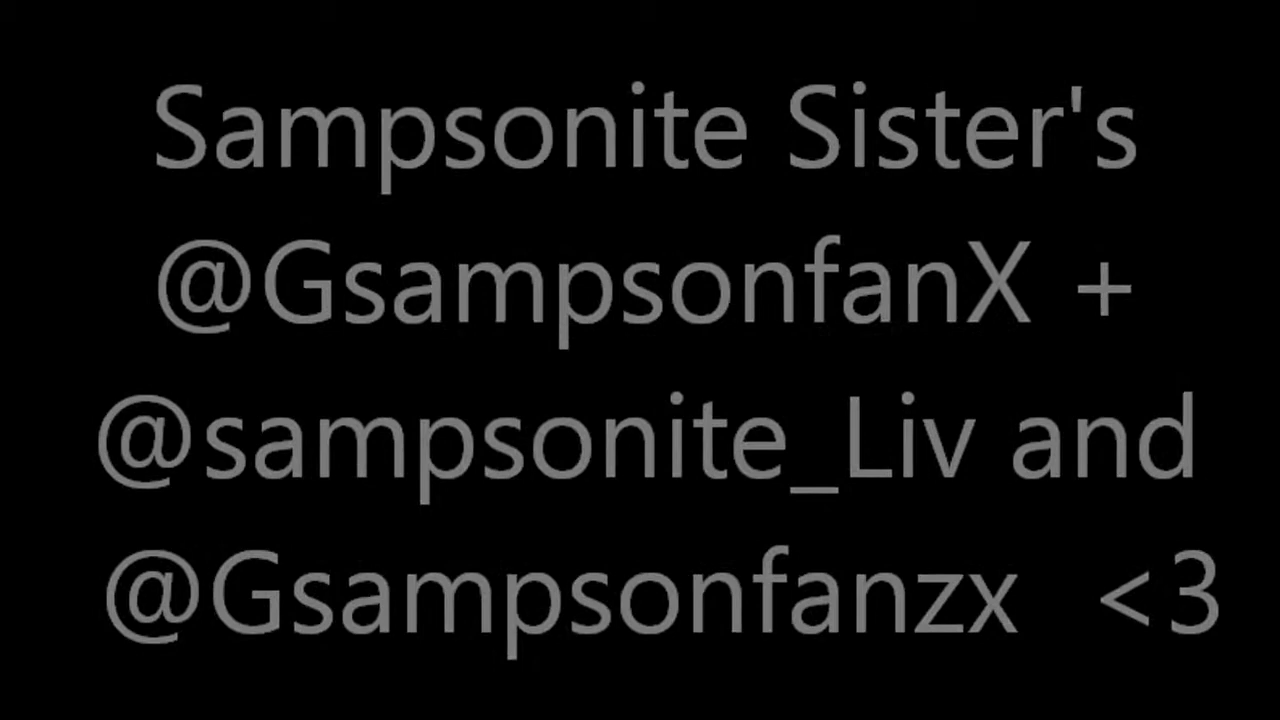 Sampsonite Sister's
@GsampsonfanX +
@sampsonite_Liv and
@Gsampsonfanzx  <3